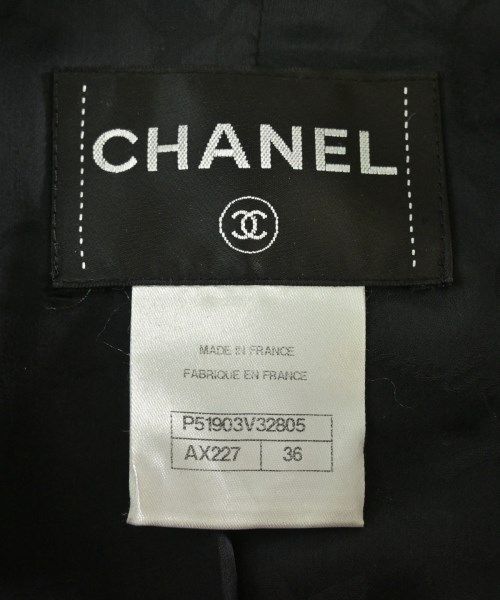 CHANEL
MADE IN FRANCE
FABRIQUE EN FRANCE
P51903V32805
AX227 36